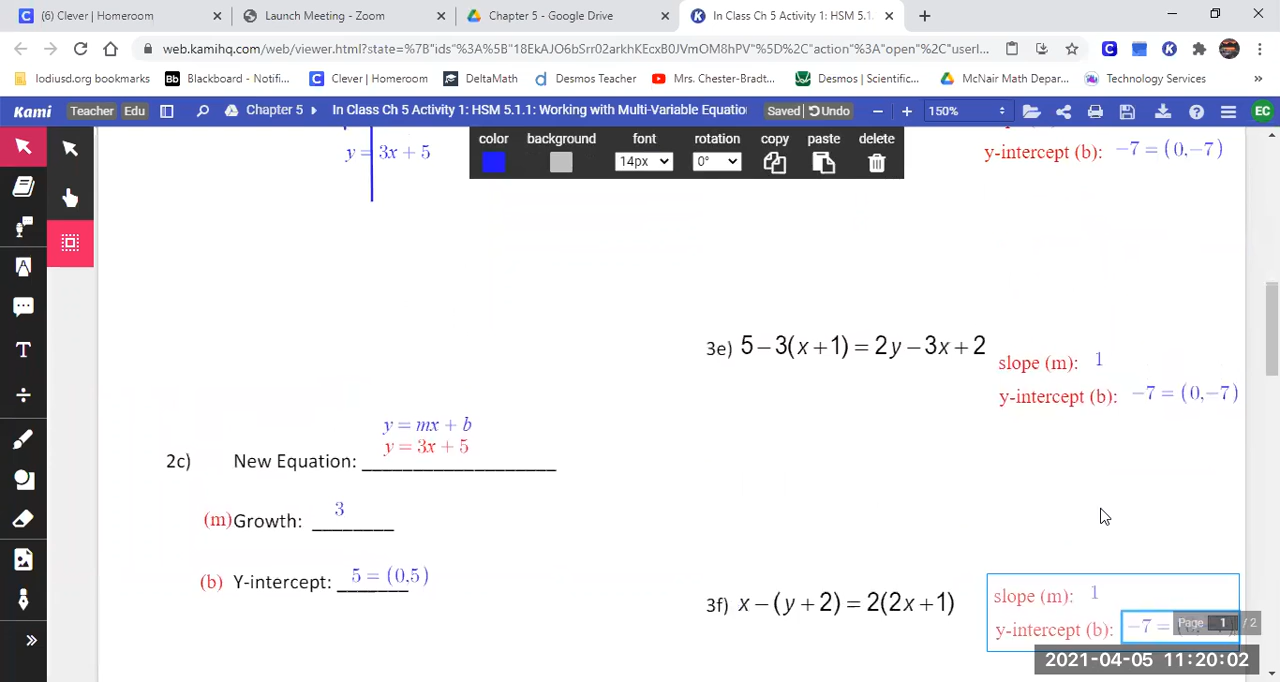 (6) Clever | Homeroom
Launch Meeting - Zoom
Chapter 5 - Google Drive
In Class Ch 5 Activity 1: HSM 5.1.
web.kamihq.com/web/viewer.html?state=%7B"ids"%3A%5B"18EkAJO6bSrr02arkhKEcxB0JVmOM8hPV"%5D%2C"action"%3A"open"%2C"userI...
lodiusd.org bookmarks
Bb Blackboard - Notifi...
Clever | Homeroom
DeltaMath
Desmos Teacher
Mrs. Chester-Bradt...
Desmos | Scientific...
McNair Math Depar...
Technology Services
Kami Teacher Edu
Chapter 5
In Class Ch 5 Activity 1: HSM 5.1.1: Working with Multi-Variable Equatio
Saved Undo
150%
EC
color background font rotation copy paste delete
14px 0°
y = 3x + 5
y-intercept (b): −7 = (0,−7)
3e) 5−3(x+1)=2y−3x+2
slope (m): 1
y-intercept (b): −7 = (0,−7)
y = mx + b
y = 3x + 5
2c) New Equation: ____________________
(m) Growth: 3
(b) Y-intercept: 5 = (0,5)
3f) x−(y+2)=2(2x+1)
slope (m): 1
y-intercept (b): −7 =
Page 1 / 2
2021-04-05 11:20:02